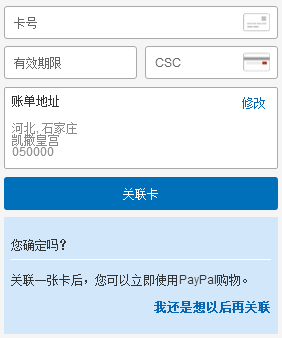 卡号
有效期限
CSC
账单地址
修改
河北, 石家庄
凯撒皇宫
050000
关联卡
您确定吗？
关联一张卡后，您可以立即使用PayPal购物。
我还是想以后再关联